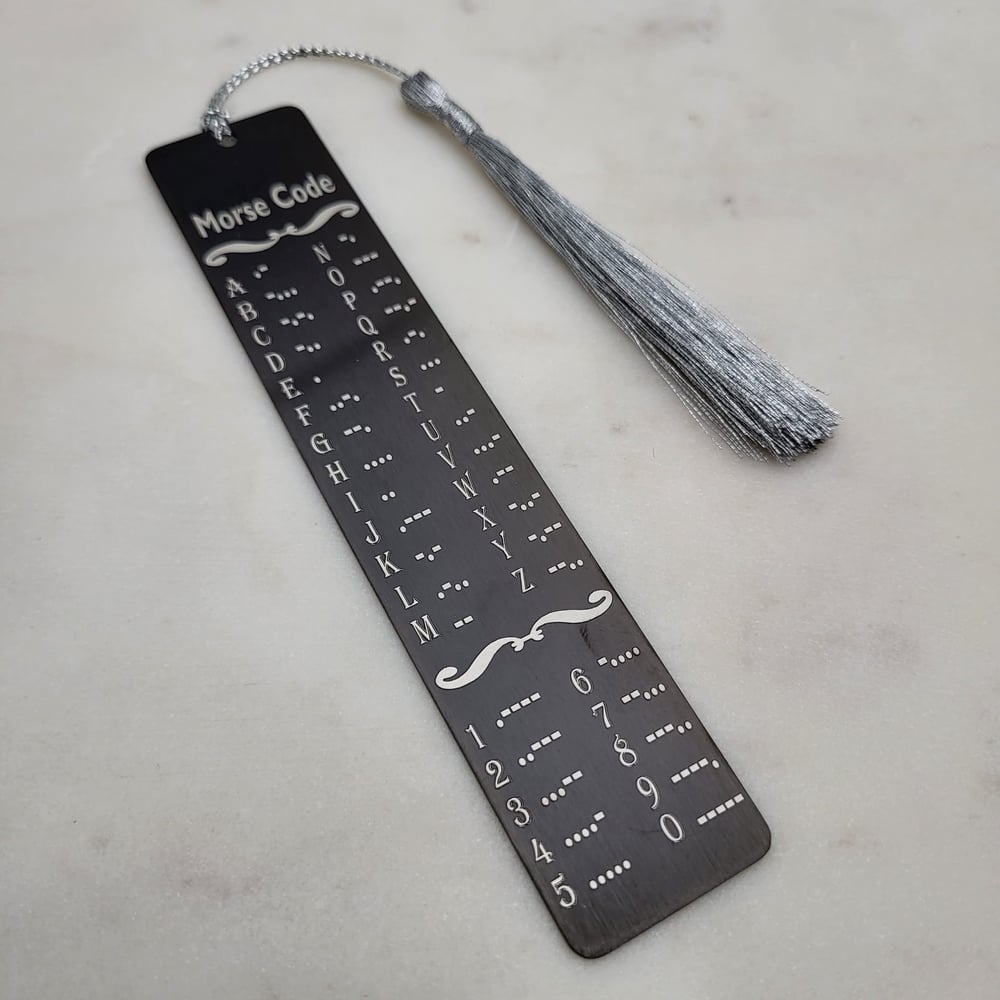 Morse Code
A .- N -.
B -... O ---
C -.-. P .--.
D -.. Q --.-
E . R .-.
F ..-. S ...
G --. T -
H .... U ..-
I .. V ...-
J .--- W .--
K -.- X -..-
L .-.. Y -.--
M -- Z --..
1 .---- 6 -....
2 ..--- 7 --...
3 ...-- 8 ---..
4 ....- 9 ----.
5 ..... 0 -----